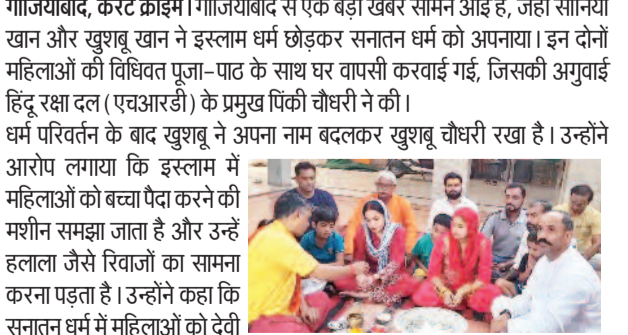 गाजियाबाद, करंट क्राइम। गाजियाबाद से एक बड़ी खबर सामने आई है, जहां सोनिया
खान और खुशबू खान ने इस्लाम धर्म छोड़कर सनातन धर्म को अपनाया। इन दोनों
महिलाओं की विधिवत पूजा-पाठ के साथ घर वापसी करवाई गई, जिसकी अगुवाई
हिंदू रक्षा दल (एचआरडी) के प्रमुख पिंकी चौधरी ने की।
धर्म परिवर्तन के बाद खुशबू ने अपना नाम बदलकर खुशबू चौधरी रखा है। उन्होंने
आरोप लगाया कि इस्लाम में
महिलाओं को बच्चा पैदा करने की
मशीन समझा जाता है और उन्हें
हलाला जैसे रिवाजों का सामना
करना पड़ता है। उन्होंने कहा कि
सनातन धर्म में महिलाओं को देवी